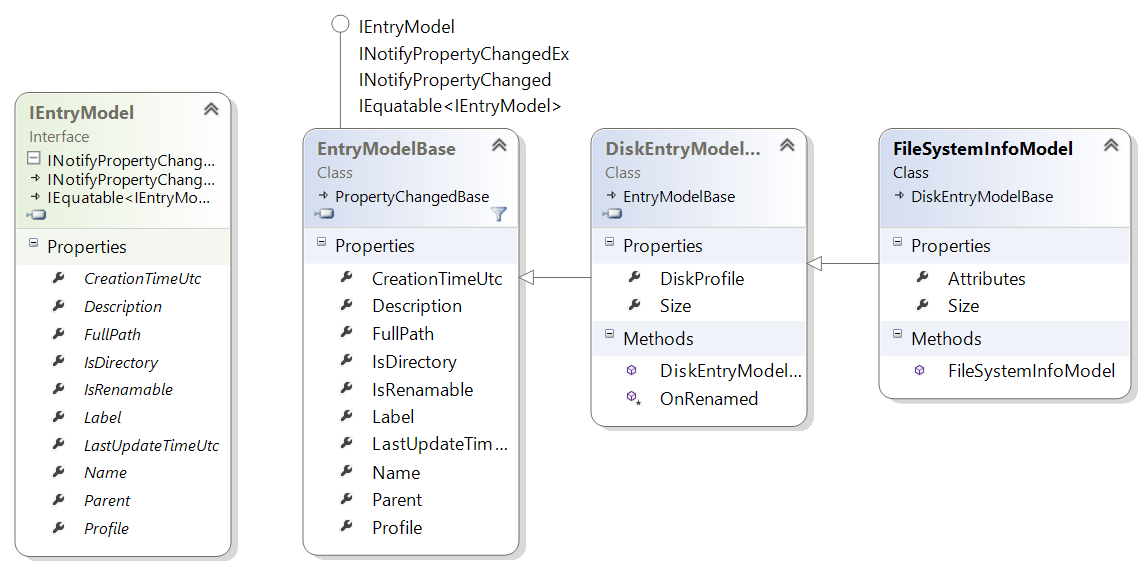 IEntryModel
INotifyPropertyChangedEx
INotifyPropertyChanged
IEquatable<IEntryModel>
IEntryModel
Interface
INotifyPropertyChang...
INotifyPropertyChang...
IEquatable<IEntryMo...
Properties
CreationTimeUtc
Description
FullPath
IsDirectory
IsRenamable
Label
LastUpdateTimeUtc
Name
Parent
Profile
EntryModelBase
Class
PropertyChangedBase
Properties
CreationTimeUtc
Description
FullPath
IsDirectory
IsRenamable
Label
LastUpdateTim...
Name
Parent
Profile
DiskEntryModel...
Class
EntryModelBase
Properties
DiskProfile
Size
Methods
DiskEntryModel...
OnRenamed
FileSystemInfoModel
Class
DiskEntryModelBase
Properties
Attributes
Size
Methods
FileSystemInfoModel